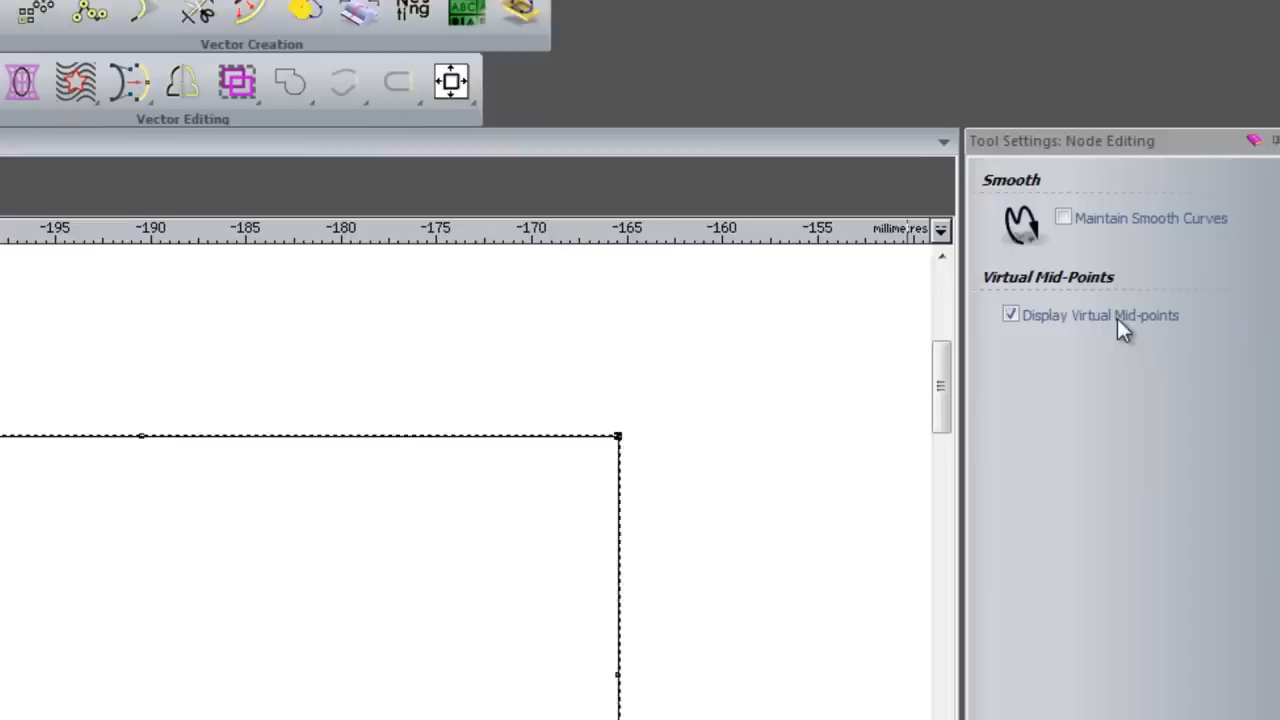 ABC
Vector Creation
Vector Editing
Tool Settings: Node Editing
Smooth
Maintain Smooth Curves
-195 -190 -185 -180 -175 -170 -165 -160 -155 millimetres
Virtual Mid-Points
Display Virtual Mid-points